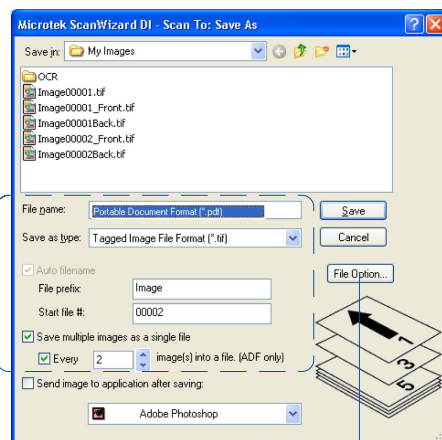 Microtek ScanWizard DI - Scan To: Save As
Save in: My Images
OCR
Image00001.tif
Image00001_Front.tif
Image00001Back.tif
Image00002_Front.tif
Image00002Back.tif
File name: Portable Document Format (*.pdf)
Save
Save as type: Tagged Image File Format (*.tif)
Cancel
Auto filename
File Option...
File prefix: Image
Start file #: 00002
Save multiple images as a single file
Every 2 image(s) into a file. (ADF only)
Send image to application after saving:
Adobe Photoshop
1
3
5